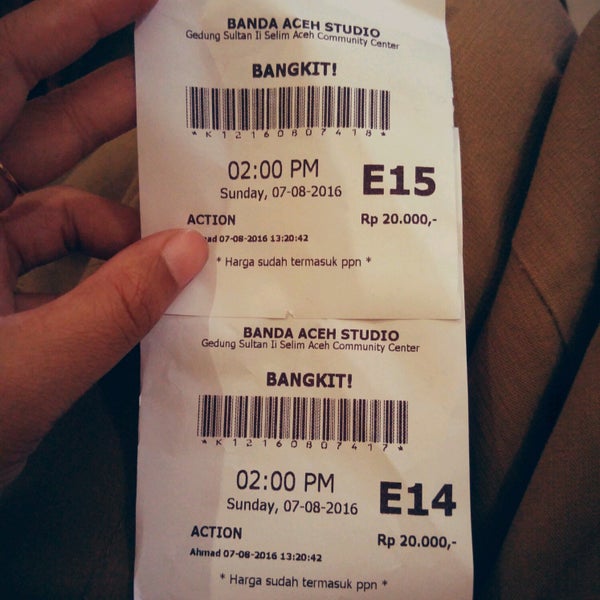 BANDA ACEH STUDIO
Gedung Sultan Ii Selim Aceh Community Center
BANGKIT!
*K12160807418*
02:00 PM
Sunday, 07-08-2016
E15
ACTION
Rp 20.000,-
07-08-2016 13:20:42
* Harga sudah termasuk ppn *
BANDA ACEH STUDIO
Gedung Sultan Ii Selim Aceh Community Center
BANGKIT!
*K12160807417*
02:00 PM
Sunday, 07-08-2016
E14
ACTION
Rp 20.000,-
Ahmad 07-08-2016 13:20:42
* Harga sudah termasuk ppn *